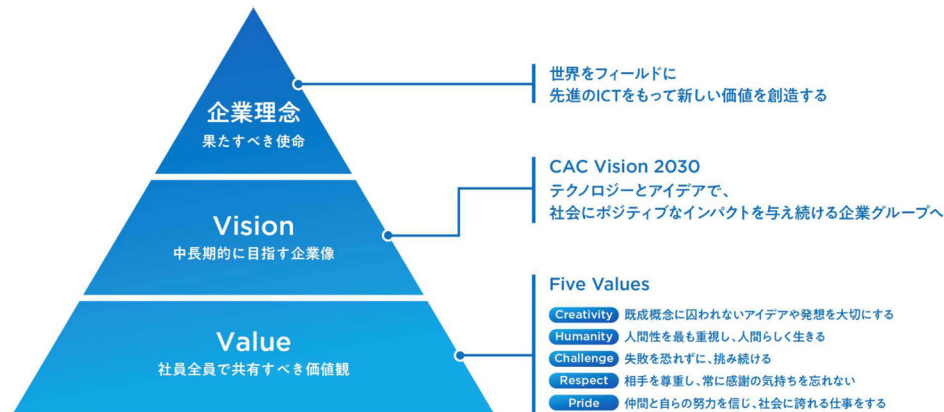 企業理念
果たすべき使命
世界をフィールドに
先進のICTをもって新しい価値を創造する
Vision
中長期的に目指す企業像
CAC Vision 2030
テクノロジーとアイデアで、
社会にポジティブなインパクトを与え続ける企業グループへ
Value
社員全員で共有すべき価値観
Five Values
Creativity 既成概念に囚われないアイデアや発想を大切にする
Humanity 人間性を最も重視し、人間らしく生きる
Challenge 失敗を恐れずに、挑み続ける
Respect 相手を尊重し、常に感謝の気持ちを忘れない
Pride 仲間と自らの努力を信じ、社会に誇れる仕事をする